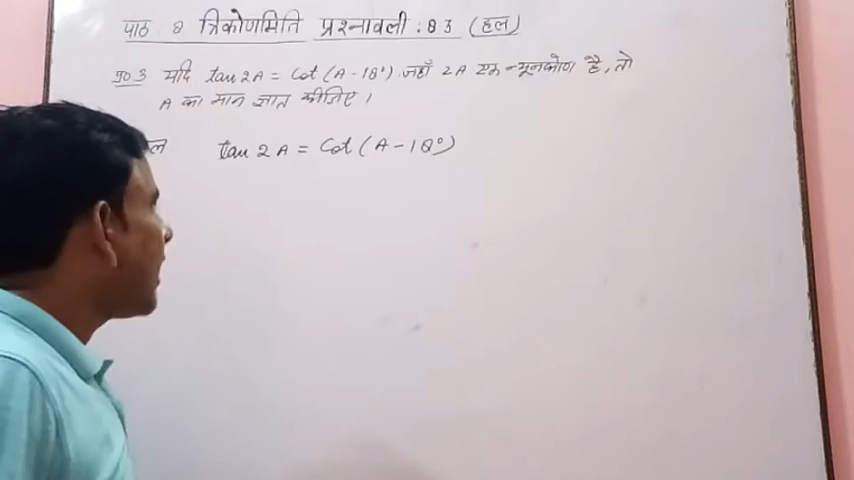 पाठ 8 त्रिकोणमिति प्रश्नावली : 8 3 (हल)
प्र० 3 यदि tan 2A = Cot (A - 18°) जहाँ 2A एक न्यूनकोण है, तो
A का मान ज्ञात कीजिए ।
ल tan 2A = Cot (A - 18°)